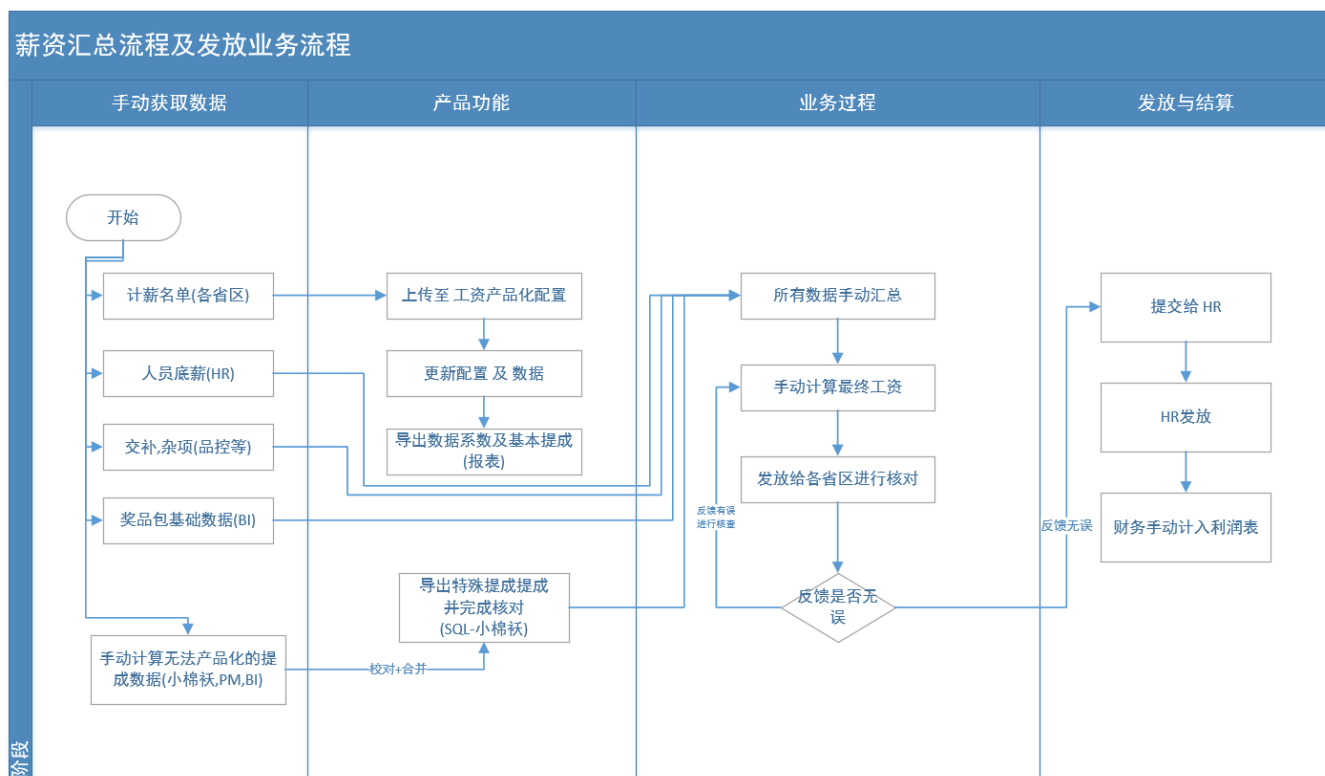 薪资汇总流程及发放业务流程
手动获取数据
产品功能
业务过程
发放与结算
开始
计薪名单(各省区)
上传至 工资产品化配置
所有数据手动汇总
提交给 HR
人员底薪(HR)
更新配置 及 数据
手动计算最终工资
HR发放
交补,杂项(品控等)
导出数据系数及基本提成
(报表)
发放给各省区进行核对
奖品包基础数据(BI)
反馈有误
进行核查
反馈无误
财务手动计入利润表
导出特殊提成提成
并完成核对
(SQL-小棉袄)
反馈是否无
误
手动计算无法产品化的提
成数据(小棉袄,PM,BI)
校对+合并
阶段